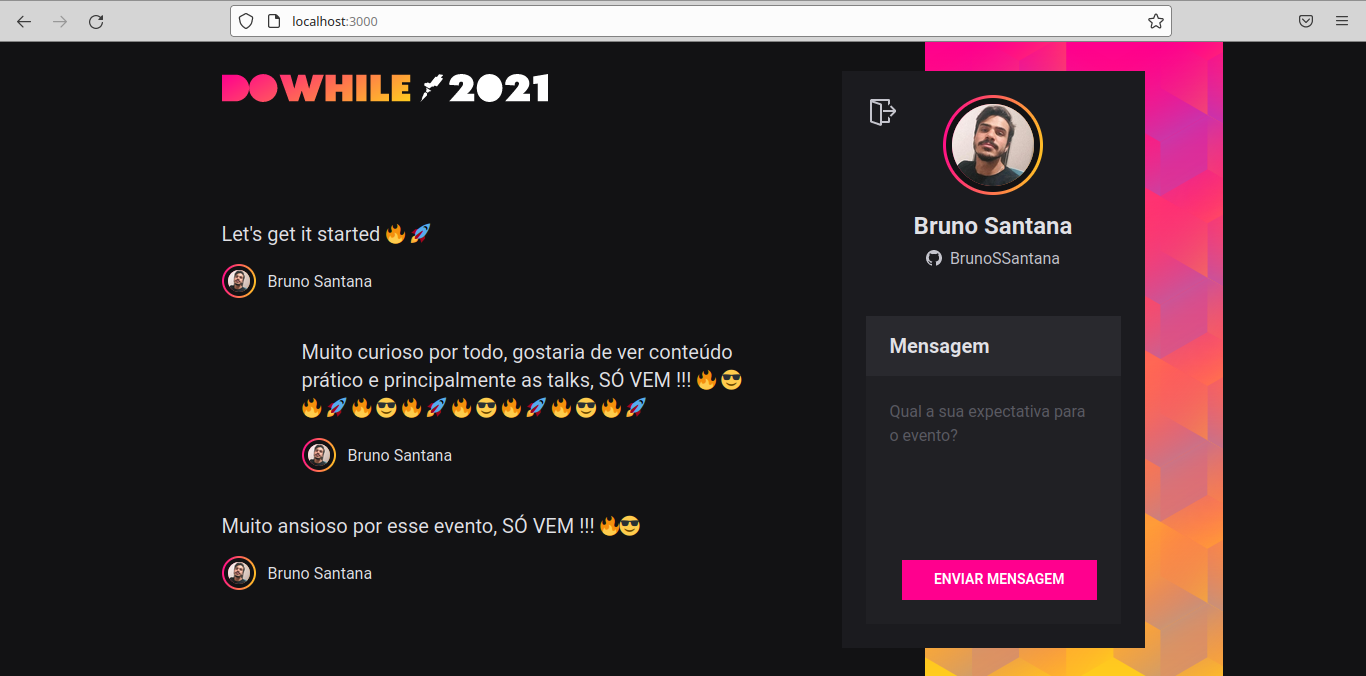 localhost:3000
DOWHILE 2021
Let's get it started 🔥🚀
Bruno Santana
Muito curioso por todo, gostaria de ver conteúdo
prático e principalmente as talks, SÓ VEM !!! 🔥😎
🔥🚀🔥😎🔥🚀🔥😎🔥🚀🔥😎🔥🚀
Bruno Santana
Muito ansioso por esse evento, SÓ VEM !!! 🔥😎
Bruno Santana
Bruno Santana
BrunoSSantana
Mensagem
Qual a sua expectativa para
o evento?
ENVIAR MENSAGEM